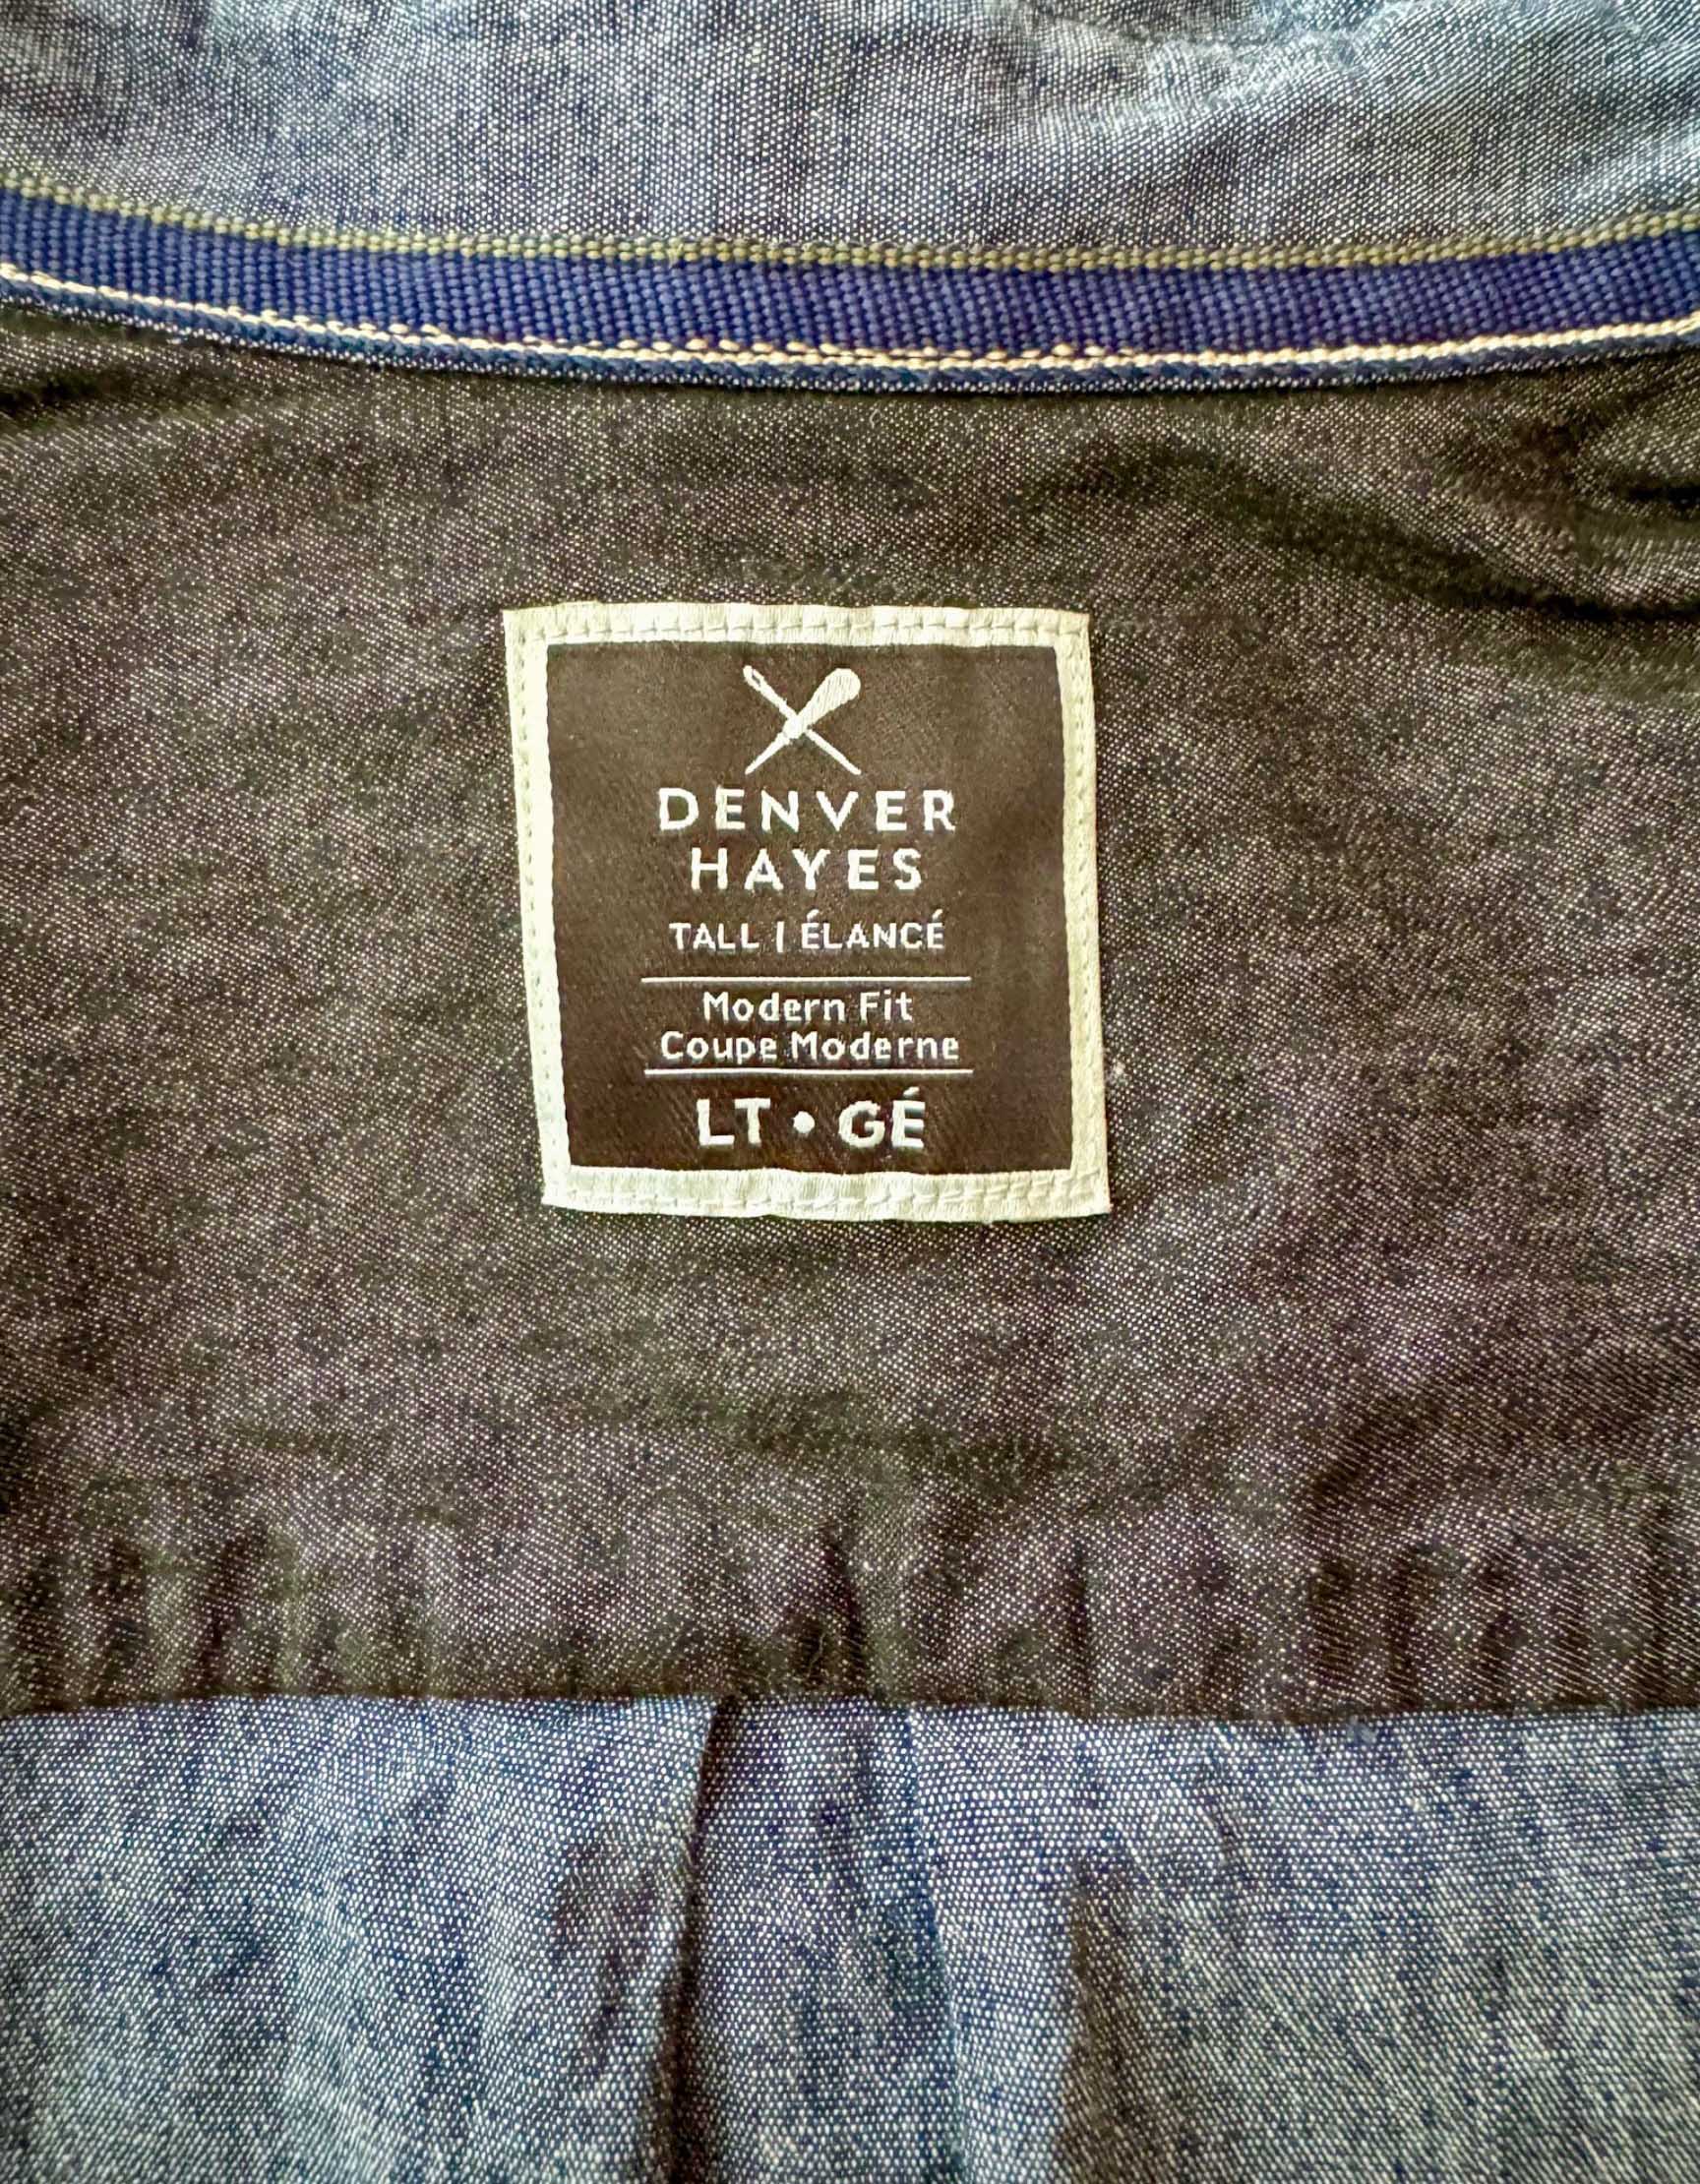 DENVER
HAYES
TALL | ÉLANCÉ
Modern Fit
Coupe Moderne
LT • GÉ